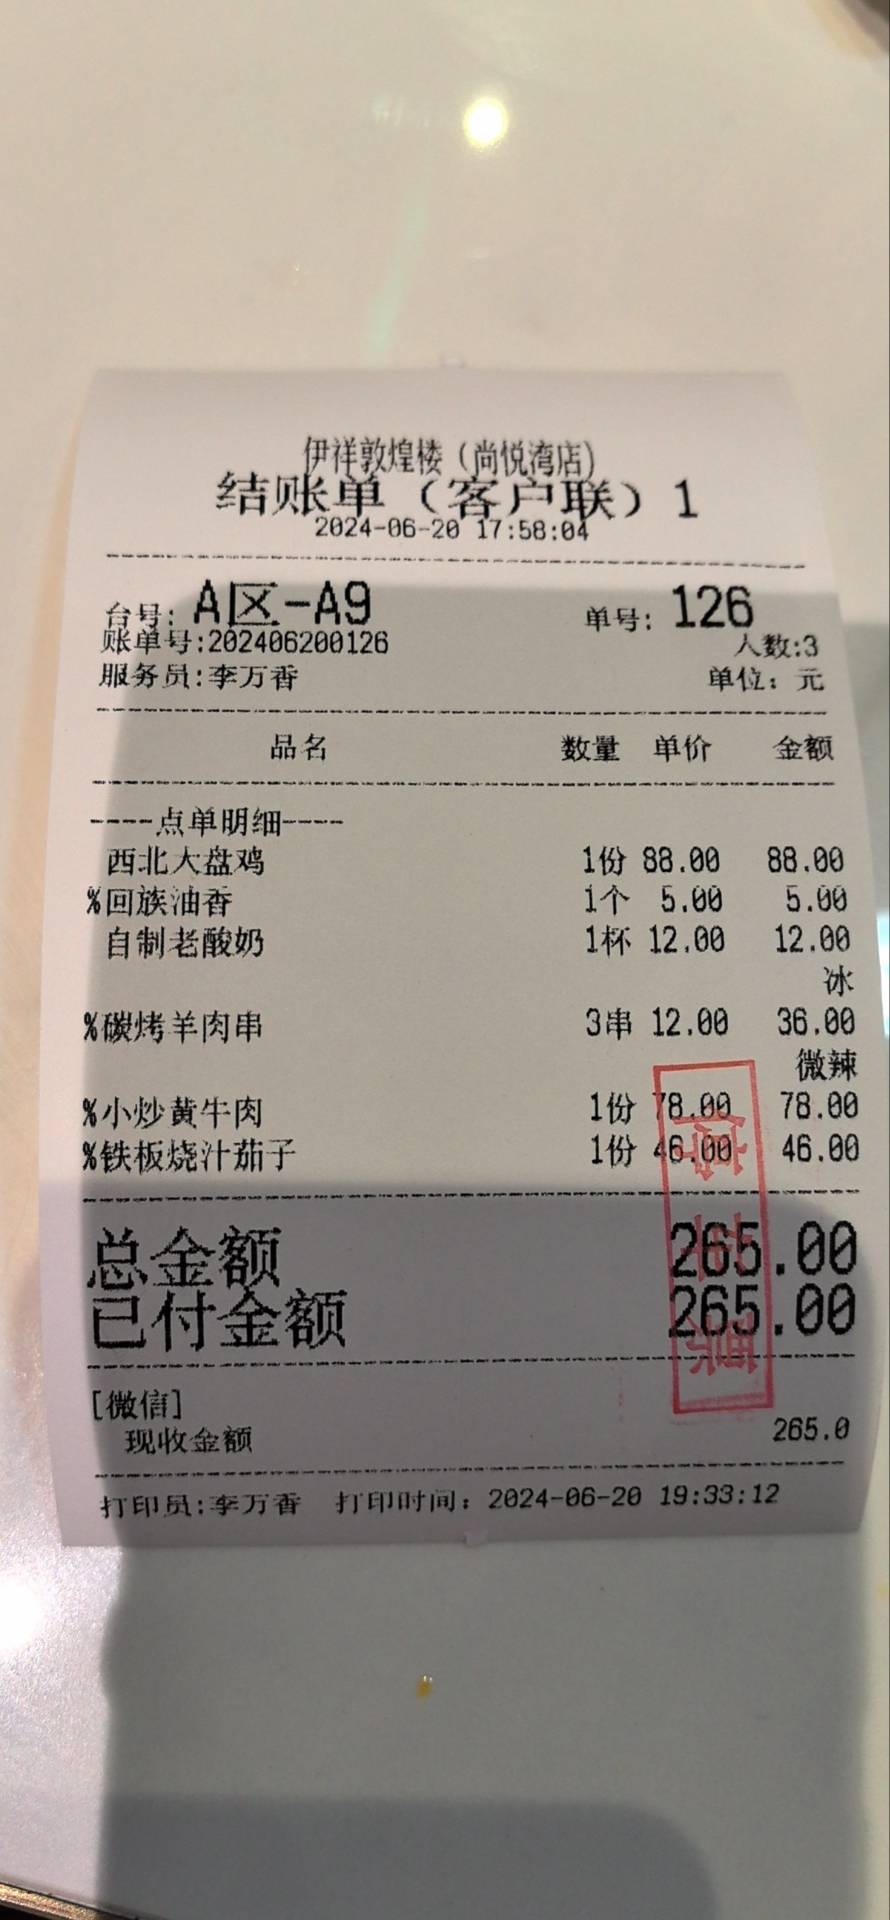 伊祥敦煌楼（尚悦湾店）
结账单（客户联）1
2024-06-20 17:58:04
台号: A区-A9 单号: 126
账单号:202406200126 人数:3
服务员:李万香 单位: 元
品名 数量 单价 金额
----点单明细----
西北大盘鸡 1份 88.00 88.00
%回族油香 1个 5.00 5.00
自制老酸奶 1杯 12.00 12.00
冰
%碳烤羊肉串 3串 12.00 36.00
微辣
%小炒黄牛肉 1份 78.00 78.00
%铁板烧汁茄子 1份 46.00 46.00
总金额 265.00
已付金额 265.00
[微信]
现收金额 265.0
打印员:李万香 打印时间: 2024-06-20 19:33:12
停车票